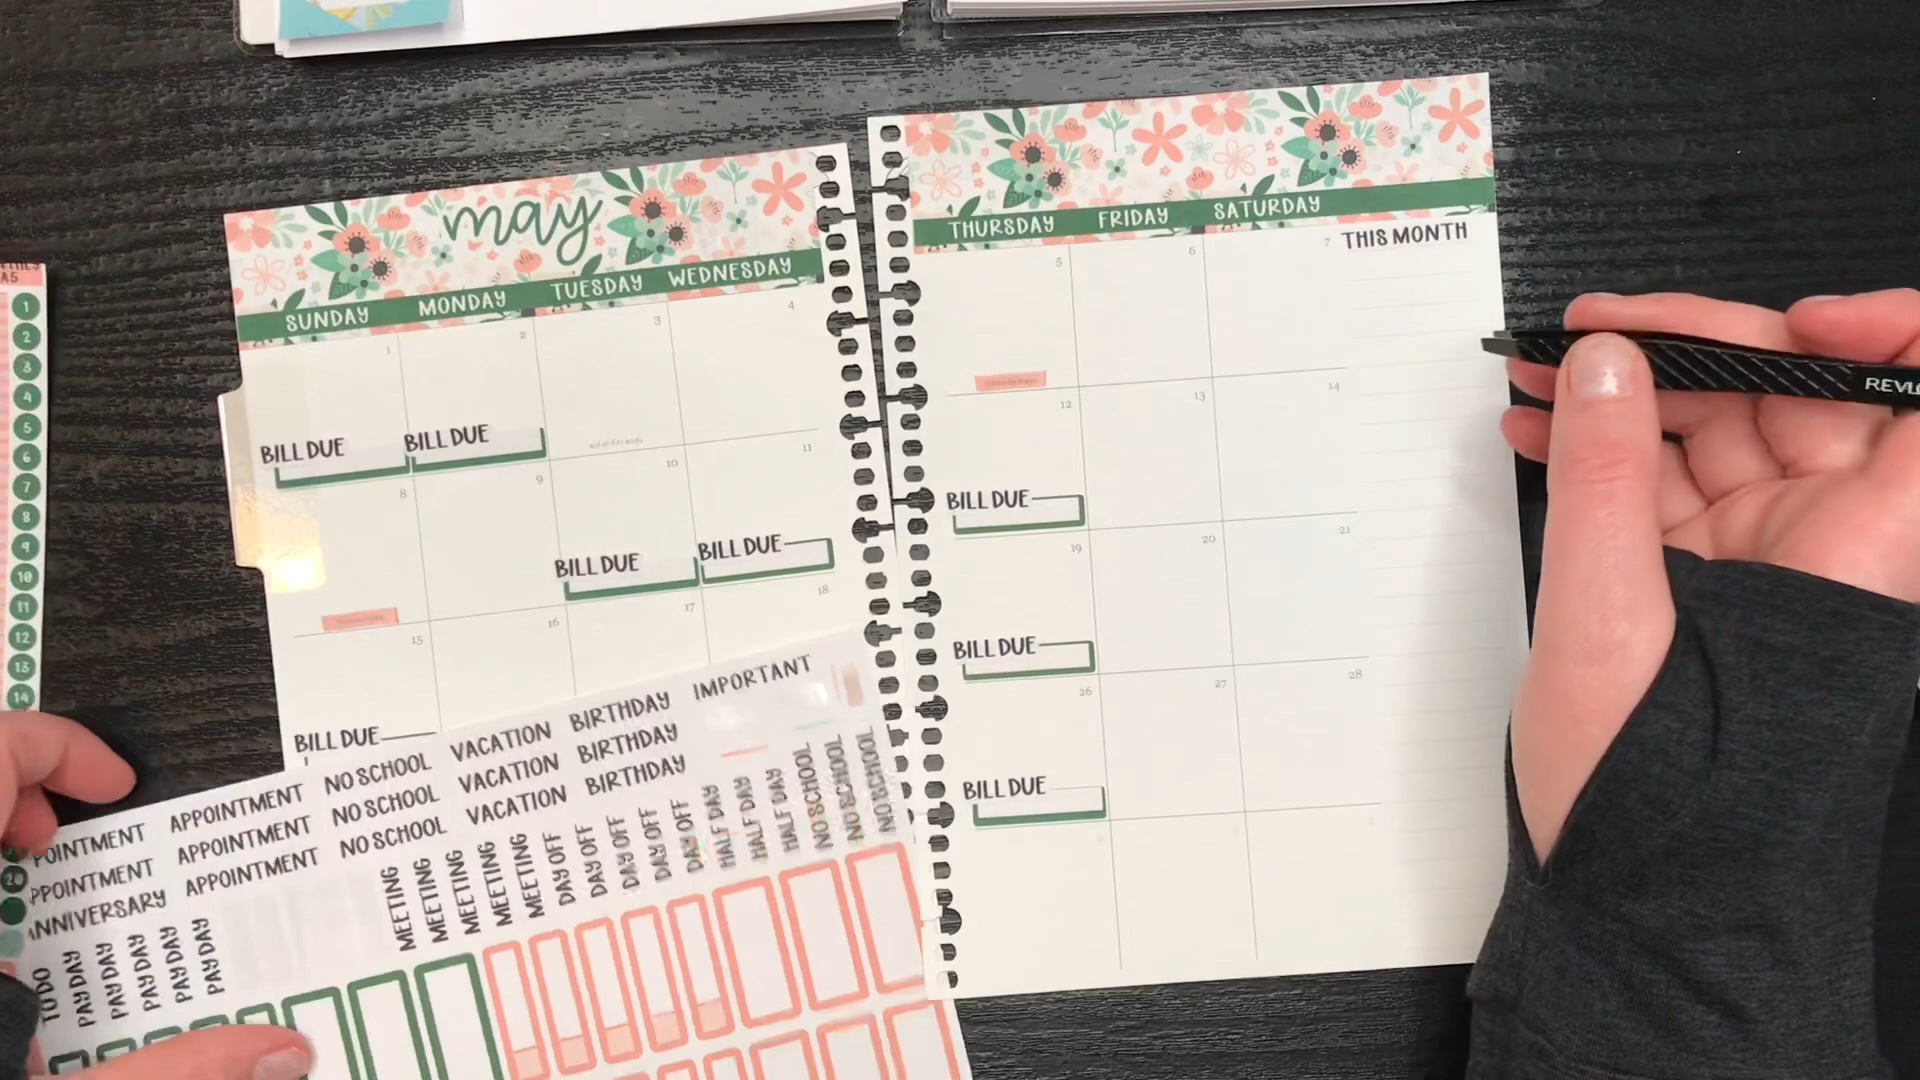 may
SUNDAY MONDAY TUESDAY WEDNESDAY
1 2 3 4
BILL DUE BILL DUE
8 9 10 11
BILL DUE BILL DUE
15 16 17 18
BILL DUE
THURSDAY FRIDAY SATURDAY
5 6 7 THIS MONTH
12 13 14
BILL DUE
19 20 21
BILL DUE
26 27 28
BILL DUE
A5
1
2
3
4
5
6
7
8
9
10
11
12
13
14
POINTMENT APPOINTMENT NO SCHOOL VACATION BIRTHDAY IMPORTANT
PPOINTMENT APPOINTMENT NO SCHOOL VACATION BIRTHDAY
NNIVERSARY APPOINTMENT NO SCHOOL VACATION BIRTHDAY
TO DO
PAY DAY
PAY DAY
PAY DAY
PAY DAY
PAY DAY
MEETING
MEETING
MEETING
MEETING
MEETING
DAY OFF
DAY OFF
DAY OFF
DAY OFF
DAY OFF
HALF DAY
HALF DAY
HALF DAY
NO SCHOOL
NO SCHOOL
NO SCHOOL
REVL